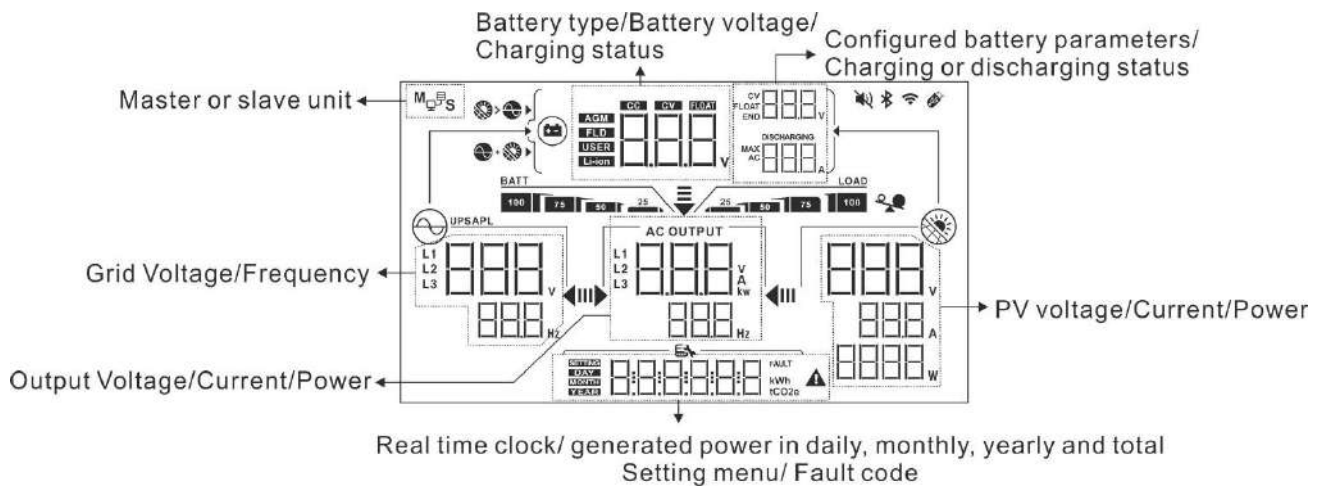 Battery type/Battery voltage/
Charging status
Configured battery parameters/
Charging or discharging status
Master or slave unit
M S
CC CV FLOAT
AGM
FLD
USER
Li-ion
V
CV
FLOAT
END
V
DISCHARGING
MAX
AC
A
BATT
LOAD
100 75 50 25
25 50 75 100
UPSAPL
AC OUTPUT
L1
L2
L3
V
Hz
L1
L2
L3
V
A
kw
Hz
V
A
W
Grid Voltage/Frequency
PV voltage/Current/Power
Output Voltage/Current/Power
SETTING
DAY
MONTH
YEAR
FAULT
kWh
tCO2e
Real time clock/ generated power in daily, monthly, yearly and total
Setting menu/ Fault code